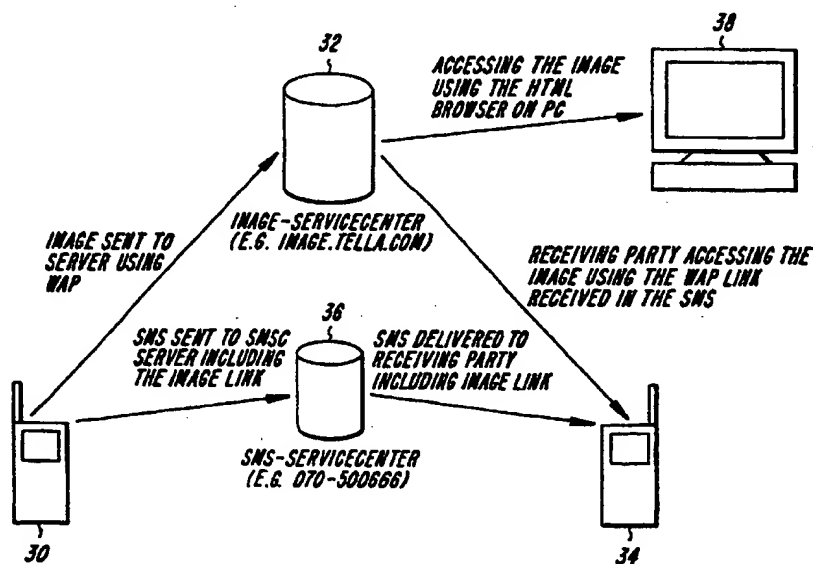 32
38
ACCESSING THE IMAGE
USING THE HTML
BROWSER ON PC
IMAGE-SERVICECENTER
(E.G. IMAGE.TELLA.COM)
IMAGE SENT TO
SERVER USING
WAP
RECEIVING PARTY ACCESSING THE
IMAGE USING THE WAP LINK
RECEIVED IN THE SMS
36
SMS SENT TO SMSC
SERVER INCLUDING
THE IMAGE LINK
SMS DELIVERED TO
RECEIVING PARTY
INCLUDING IMAGE LINK
SMS-SERVICECENTER
(E.G. 070-500666)
30
34